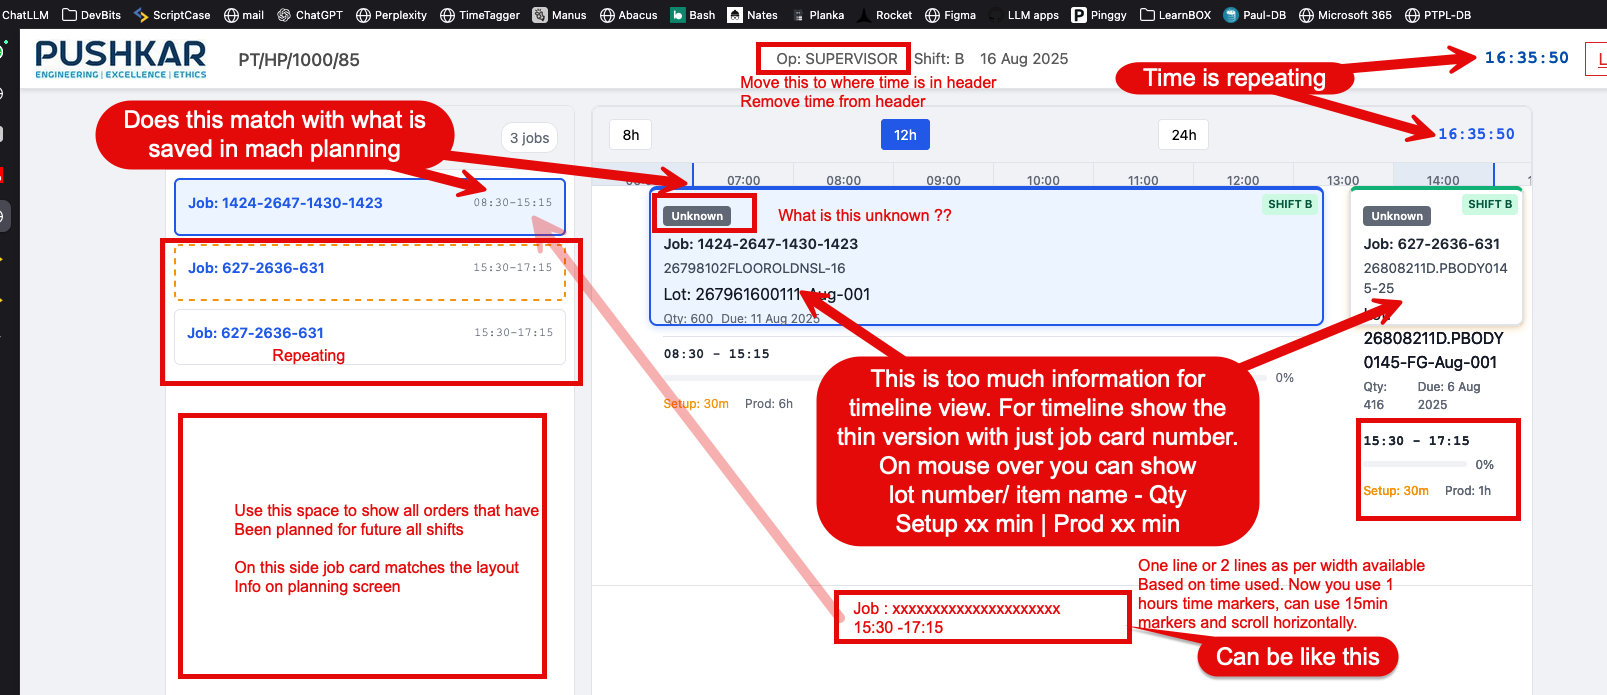 ChatLLM DevBits ScriptCase mail ChatGPT Perplexity TimeTagger Manus Abacus Bash Nates Planka Rocket Figma LLM apps Pinggy LearnBOX Paul-DB Microsoft 365 PTPL-DB
PUSHKAR
ENGINEERING | EXCELLENCE | ETHICS
PT/HP/1000/85
Op: SUPERVISOR
Shift: B
16 Aug 2025
16:35:50
Move this to where time is in header
Remove time from header
Time is repeating
Does this match with what is
saved in mach planning
3 jobs
8h
12h
24h
16:35:50
07:00 08:00 09:00 10:00 11:00 12:00 13:00 14:00
Job: 1424-2647-1430-1423
08:30-15:15
Job: 627-2636-631
15:30-17:15
Job: 627-2636-631
15:30-17:15
Repeating
Use this space to show all orders that have
Been planned for future all shifts
On this side job card matches the layout
Info on planning screen
Unknown
What is this unknown ??
SHIFT B
Job: 1424-2647-1430-1423
26798102FLOOROLDNSL-16
Lot: 267961600111-Aug-001
Qty: 600 Due: 11 Aug 2025
08:30 - 15:15
0%
Setup: 30m Prod: 6h
SHIFT B
Unknown
Job: 627-2636-631
26808211D.PBODY014
5-25
Lot:
26808211D.PBODY
0145-FG-Aug-001
Qty:
416
Due: 6 Aug
2025
15:30 - 17:15
0%
Setup: 30m Prod: 1h
This is too much information for
timeline view. For timeline show the
thin version with just job card number.
On mouse over you can show
lot number/ item name - Qty
Setup xx min | Prod xx min
One line or 2 lines as per width available
Based on time used. Now you use 1
hours time markers, can use 15min
markers and scroll horizontally.
Job : xxxxxxxxxxxxxxxxxxxxx
15:30 -17:15
Can be like this